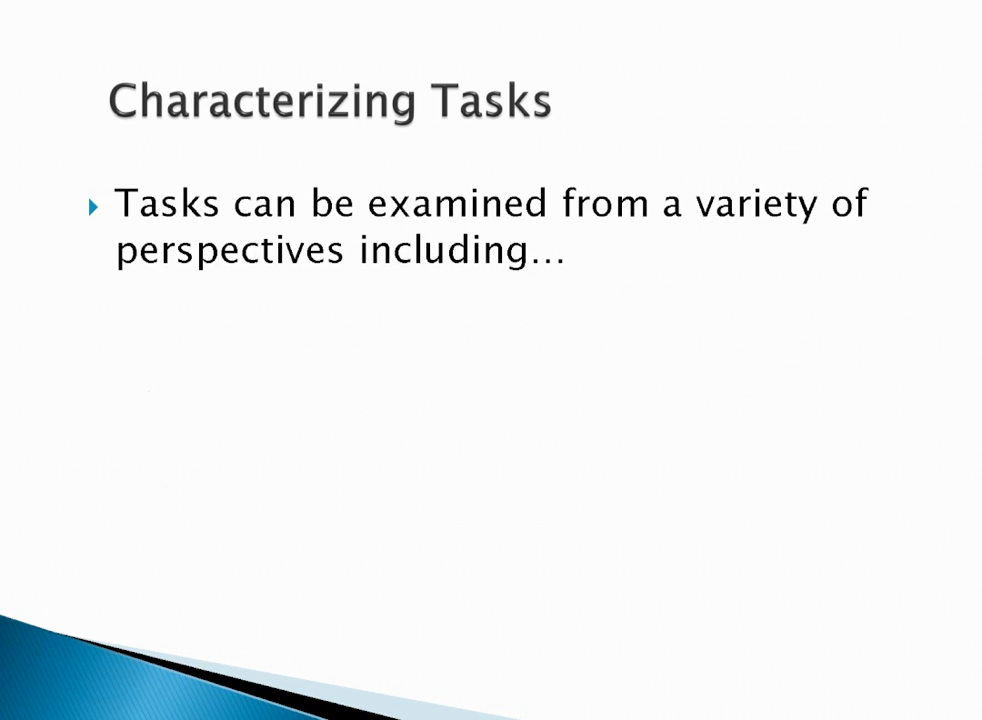 Characterizing Tasks
Tasks can be examined from a variety of
perspectives including...